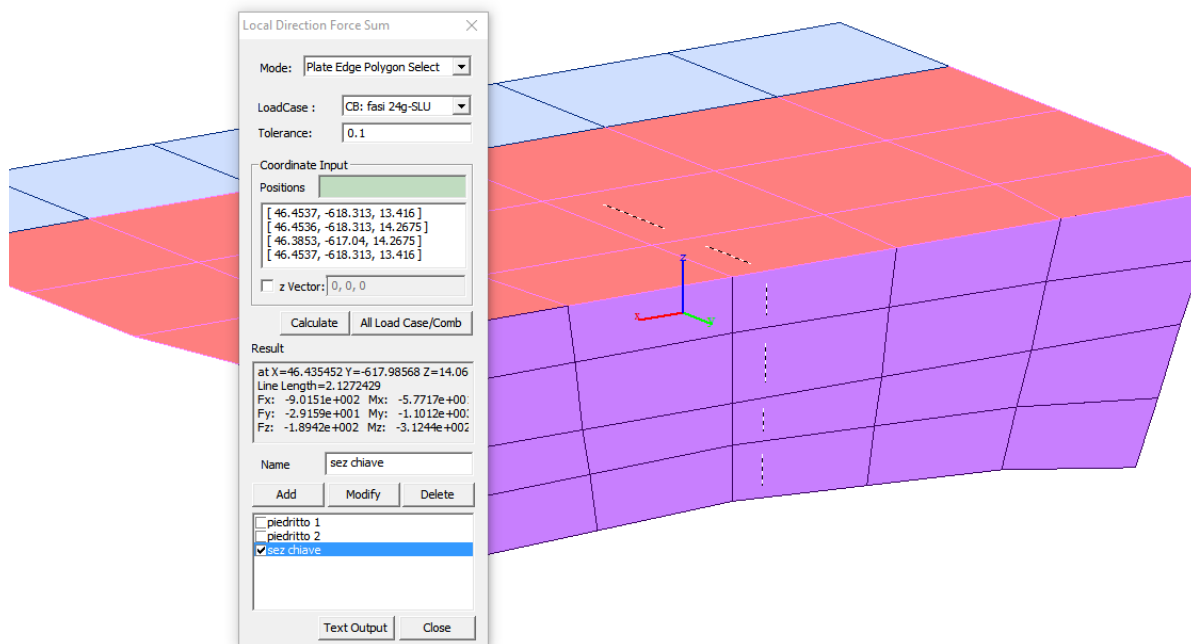 Local Direction Force Sum
Mode: Plate Edge Polygon Select
LoadCase : CB: fasi 24g-SLU
Tolerance: 0.1
Coordinate Input
Positions
[ 46.4537, -618.313, 13.416 ]
[ 46.4536, -618.313, 14.2675 ]
[ 46.3853, -617.04, 14.2675 ]
[ 46.4537, -618.313, 13.416 ]
z Vector: 0, 0, 0
Calculate All Load Case/Comb
Result
at X=46.435452 Y=-617.98568 Z=14.06
Line Length=2.1272429
Fx: -9.0151e+002 Mx: -5.7717e+00
Fy: -2.9159e+001 My: -1.1012e+00
Fz: -1.8942e+002 Mz: -3.1244e+002
Name sez chiave
Add Modify Delete
piedritto 1
piedritto 2
sez chiave
Text Output Close
z
x
y